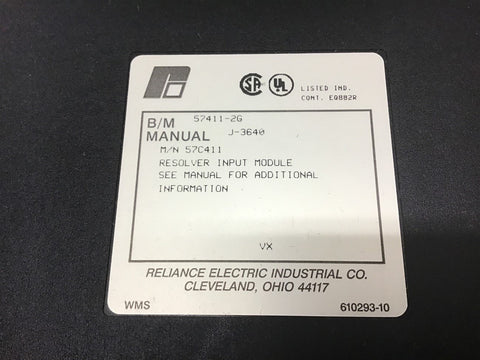 LISTED IND.
CONT. EQ882R
B/M 57411-2G
MANUAL J-3640
M/N 57C411
RESOLVER INPUT MODULE
SEE MANUAL FOR ADDITIONAL
INFORMATION
VX
RELIANCE ELECTRIC INDUSTRIAL CO.
CLEVELAND, OHIO 44117
WMS 610293-10